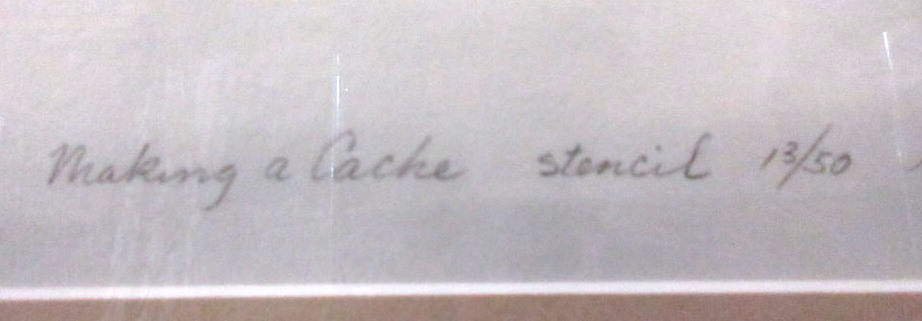 Making a Cache stencil 13/50